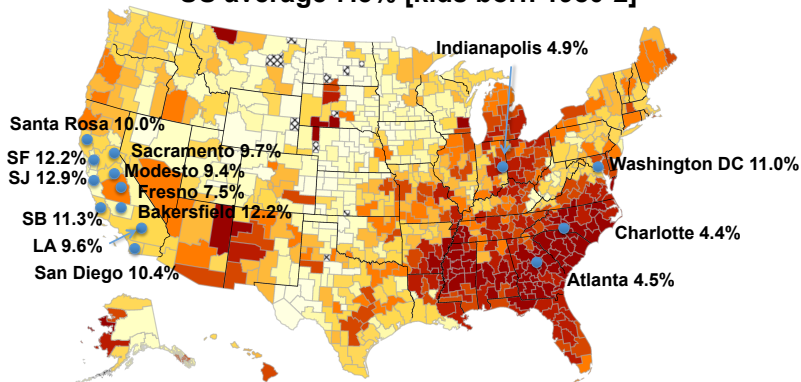 Indianapolis 4.9%
Santa Rosa 10.0%
Sacramento 9.7%
SF 12.2%
Modesto 9.4%
Washington DC 11.0%
SJ 12.9%
Fresno 7.5%
SB 11.3%
Bakersfield 12.2%
Charlotte 4.4%
LA 9.6%
San Diego 10.4%
Atlanta 4.5%